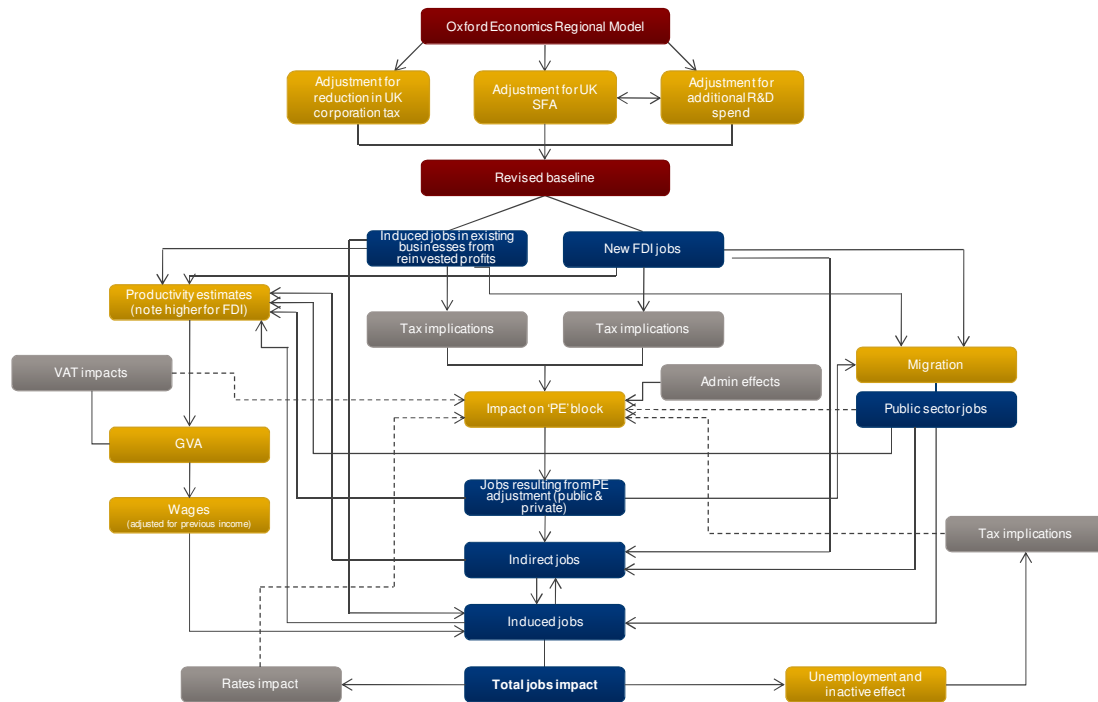 Oxford Economics Regional Model
Adjustment for
reduction in UK
corporation tax
Adjustment for UK
SFA
Adjustment for
additional R&D
spend
Revised baseline
Induced jobs in existing
businesses from
reinvested profits
New FDI jobs
Productivity estimates
(note higher for FDI)
Tax implications
Tax implications
Migration
VAT impacts
Admin effects
Impact on 'PE' block
Public sector jobs
GVA
Jobs resulting from PE
adjustment (public &
private)
Wages
(adjusted for previous income)
Tax implications
Indirect jobs
Induced jobs
Rates impact
Total jobs impact
Unemployment and
inactive effect